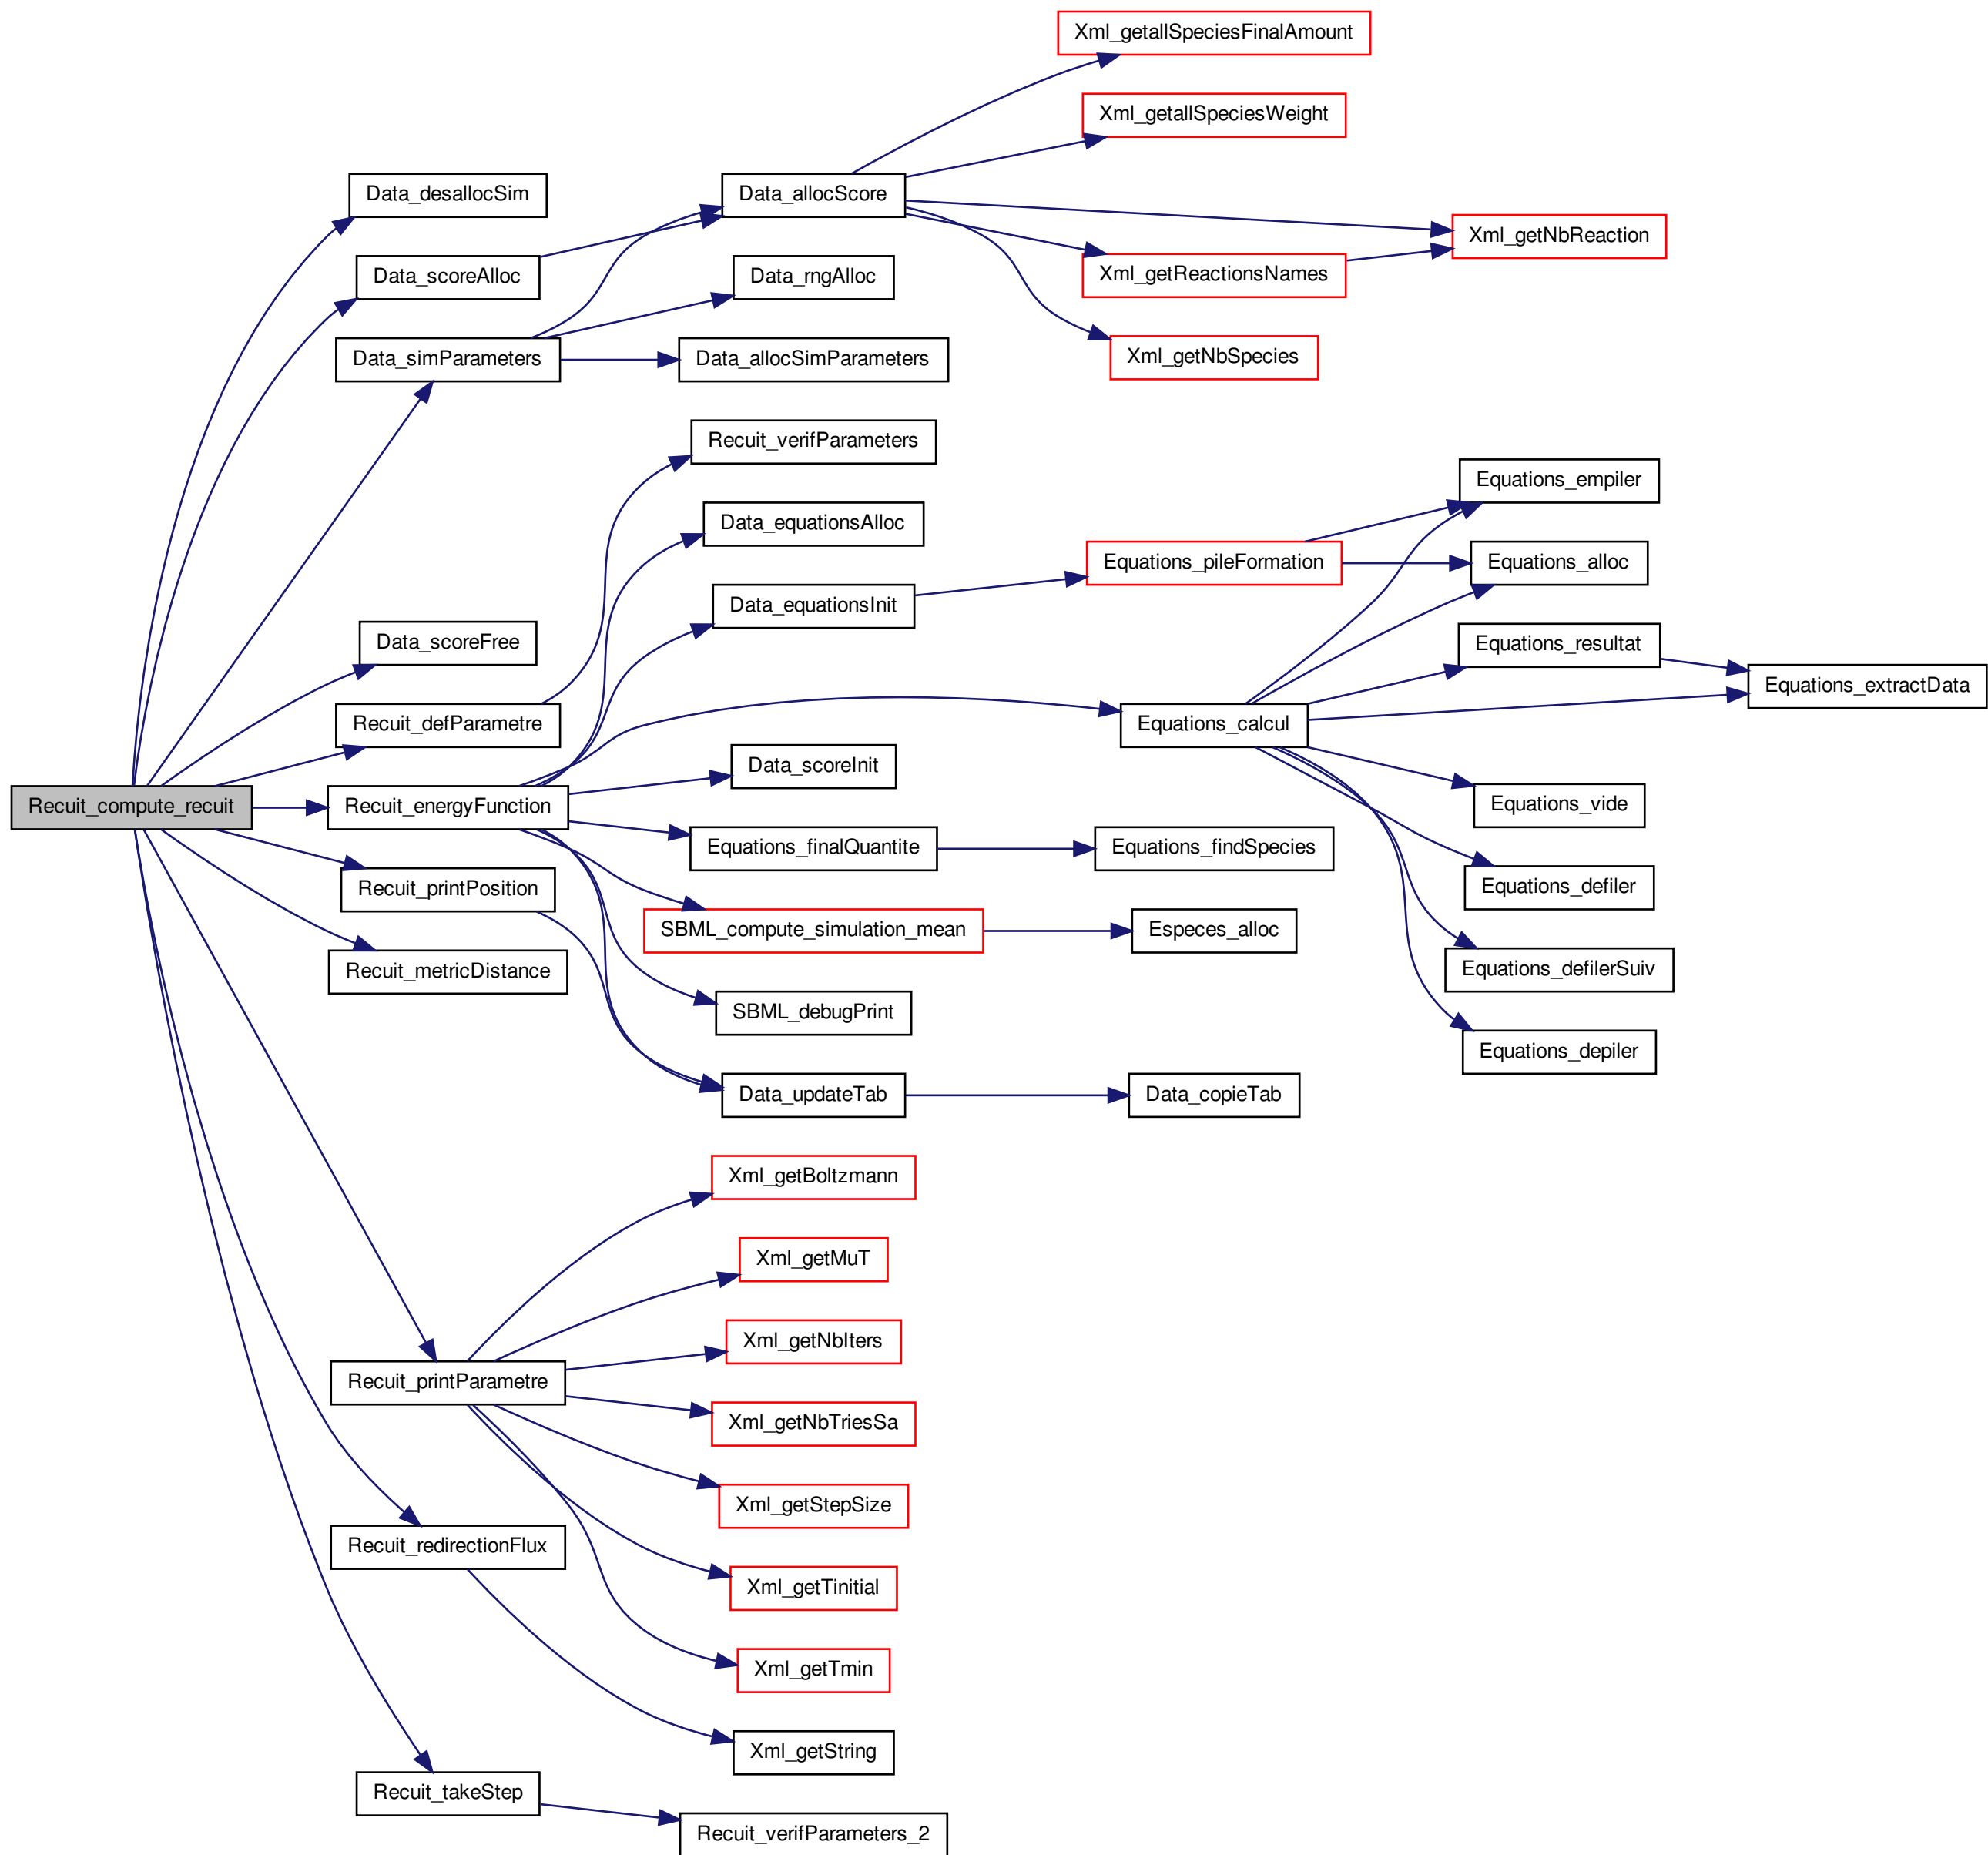 Xml_getallSpeciesFinalAmount
Xml_getallSpeciesWeight
Data_desallocSim
Data_allocScore
Xml_getNbReaction
Data_scoreAlloc
Data_rngAlloc
Xml_getReactionsNames
Data_simParameters
Data_allocSimParameters
Xml_getNbSpecies
Recuit_verifParameters
Equations_empiler
Data_equationsAlloc
Equations_pileFormation
Equations_alloc
Data_equationsInit
Data_scoreFree
Equations_resultat
Equations_extractData
Recuit_defParametre
Equations_calcul
Data_scoreInit
Recuit_compute_recuit
Recuit_energyFunction
Equations_vide
Equations_finalQuantite
Equations_findSpecies
Recuit_printPosition
Equations_defiler
SBML_compute_simulation_mean
Especes_alloc
Recuit_metricDistance
Equations_defilerSuiv
SBML_debugPrint
Equations_depiler
Data_updateTab
Data_copieTab
Xml_getBoltzmann
Xml_getMuT
Xml_getNbIters
Recuit_printParametre
Xml_getNbTriesSa
Xml_getStepSize
Recuit_redirectionFlux
Xml_getTinitial
Xml_getTmin
Xml_getString
Recuit_takeStep
Recuit_verifParameters_2